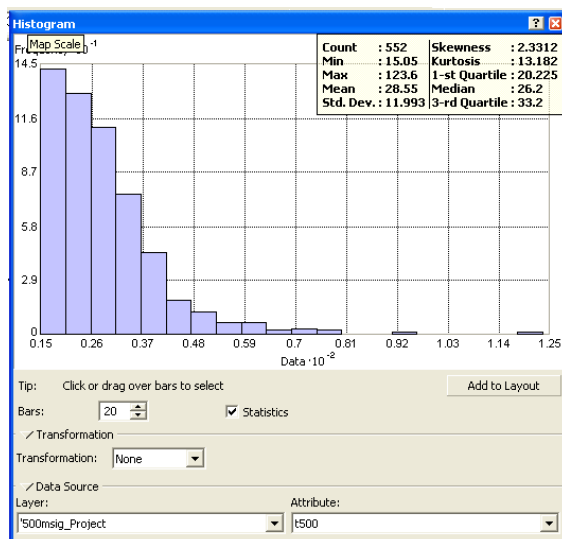 Histogram
Map Scale
·10⁻¹
Count : 552 Skewness : 2.3312
Min : 15.05 Kurtosis : 13.182
Max : 123.6 1-st Quartile : 20.225
Mean : 28.55 Median : 26.2
Std. Dev. : 11.993 3-rd Quartile : 33.2
14.5
11.6
8.7
5.8
2.9
0
0.15 0.26 0.37 0.48 0.59 0.7 0.81 0.92 1.03 1.14 1.25
Data ·10⁻²
Tip: Click or drag over bars to select Add to Layout
Bars: 20 Statistics
Transformation
Transformation: None
Data Source
Layer: Attribute:
'500msig_Project t500